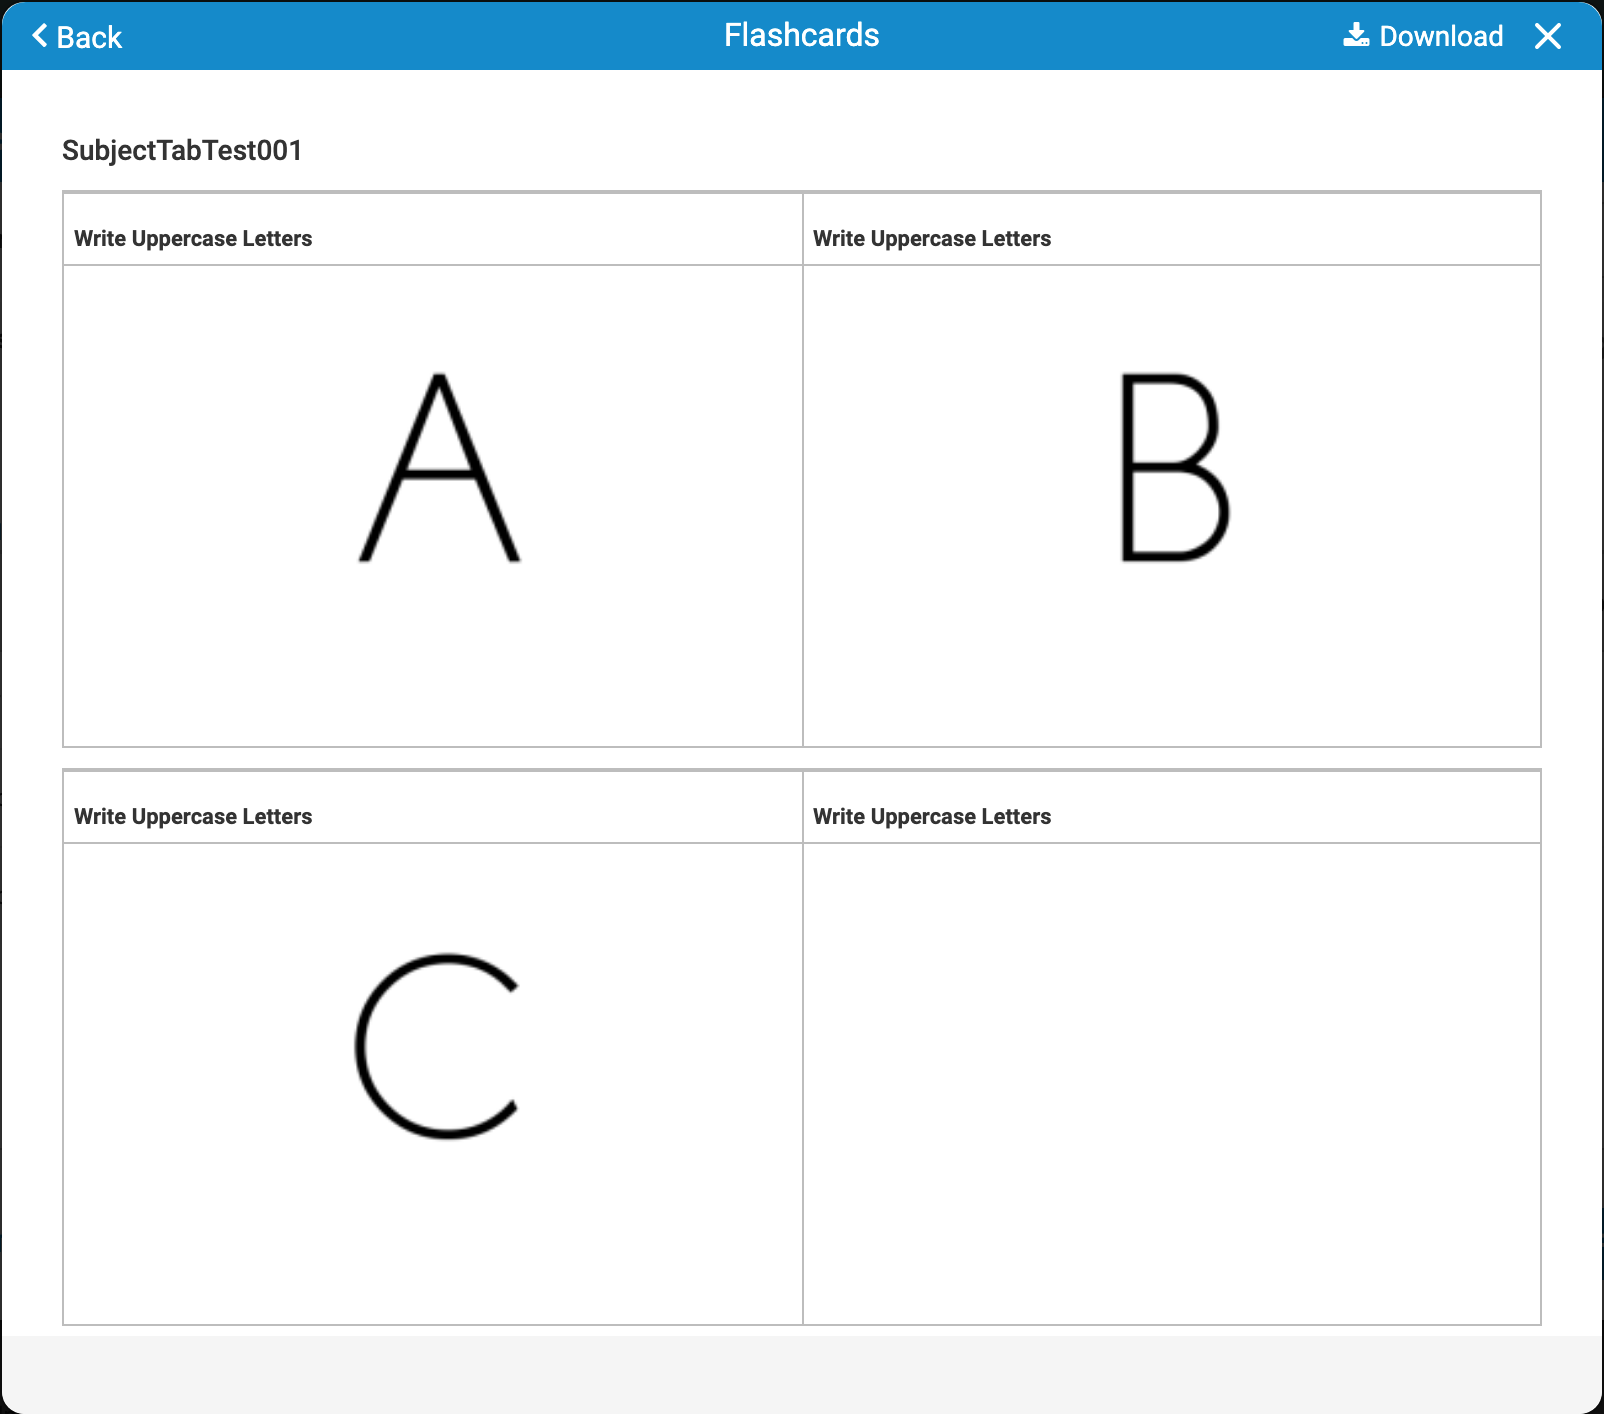 Back
Flashcards
Download
SubjectTabTest001
Write Uppercase Letters
Write Uppercase Letters
A
B
Write Uppercase Letters
Write Uppercase Letters
C